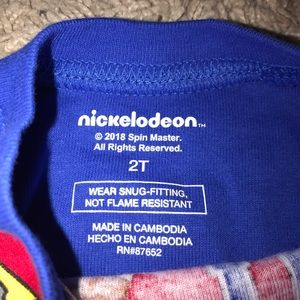 nickelodeon™
© 2018 Spin Master.
All Rights Reserved.
2T
WEAR SNUG-FITTING,
NOT FLAME RESISTANT
MADE IN CAMBODIA
HECHO EN CAMBODIA
RN#87652